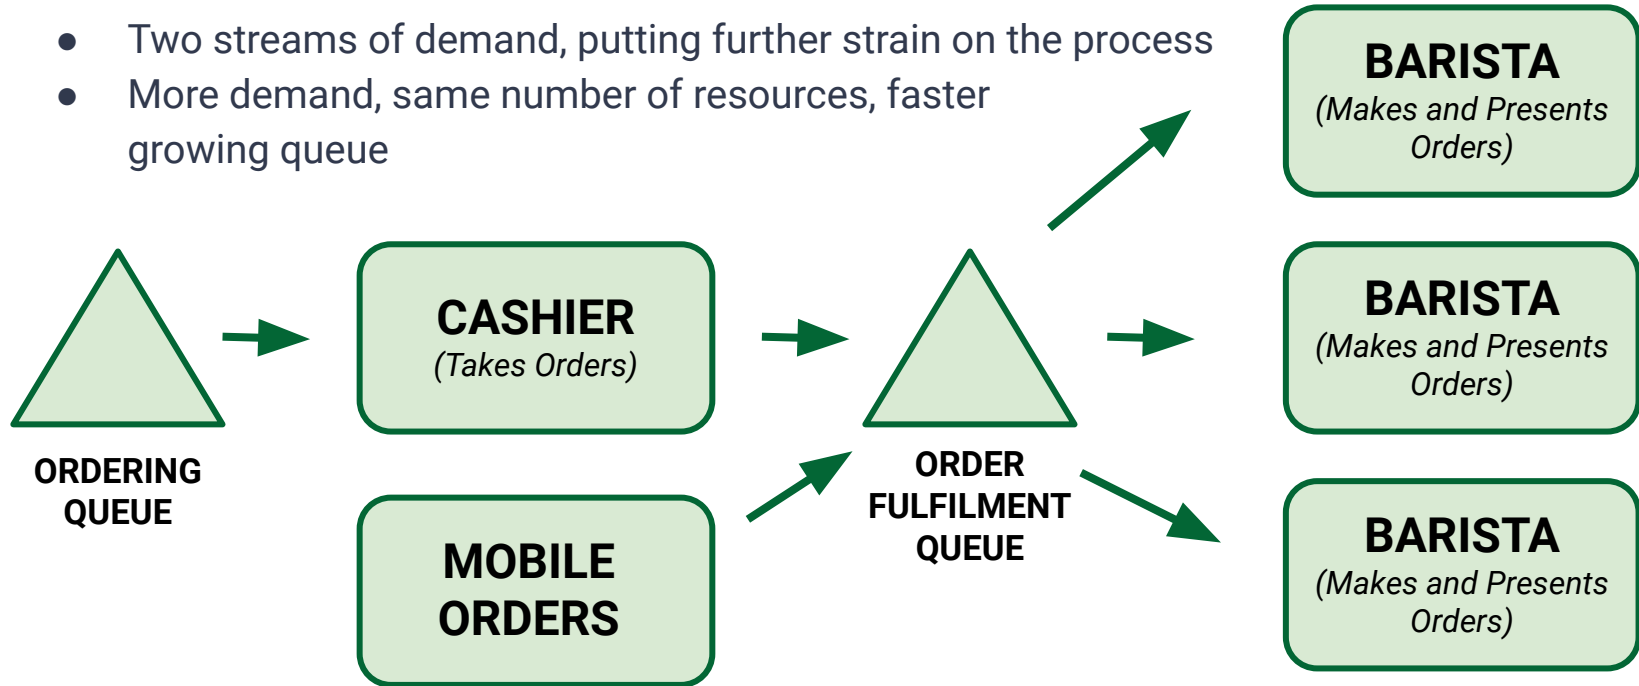 ● Two streams of demand, putting further strain on the process
● More demand, same number of resources, faster
growing queue
ORDERING
QUEUE
CASHIER
(Takes Orders)
MOBILE
ORDERS
ORDER
FULFILMENT
QUEUE
BARISTA
(Makes and Presents
Orders)
BARISTA
(Makes and Presents
Orders)
BARISTA
(Makes and Presents
Orders)